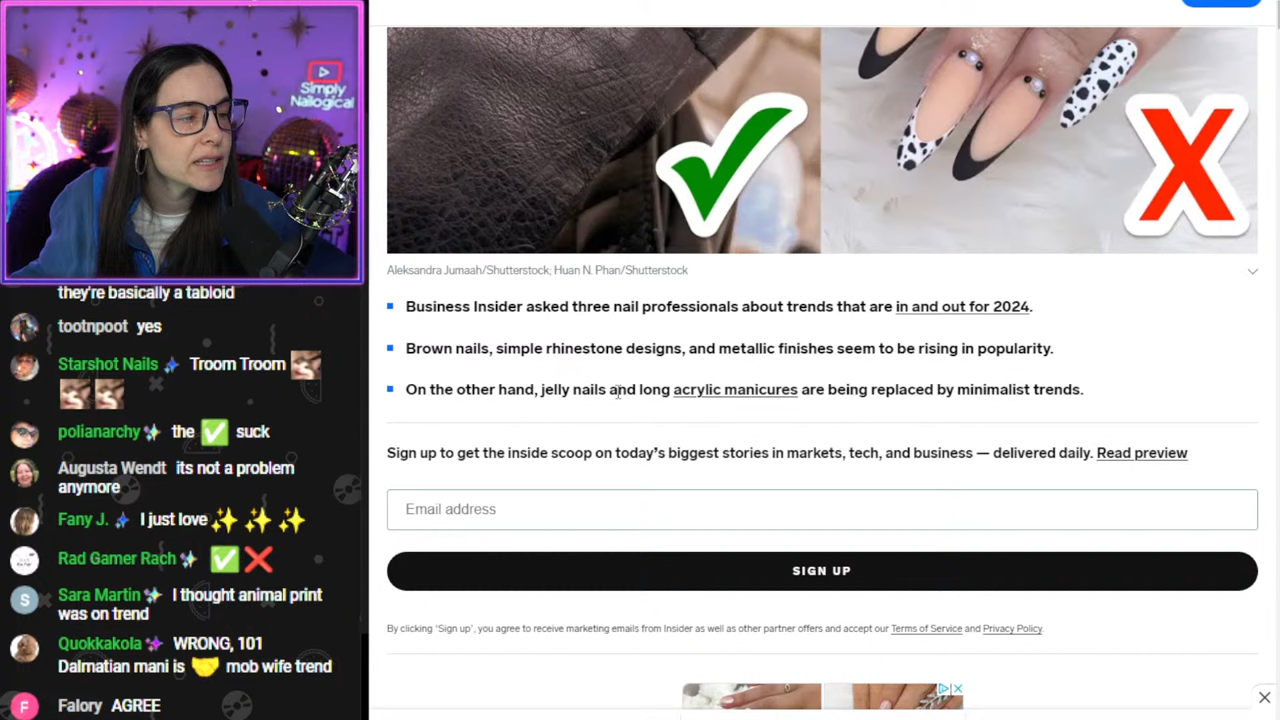 Simply
Nailogical
they're basically a tabloid
tootnpoot yes
Starshot Nails Troom Troom
polianarchy the ✅ suck
Augusta Wendt its not a problem
anymore
Fany J. I just love ✨ ✨ ✨
Rad Gamer Rach ✅ ❌
S Sara Martin I thought animal print
was on trend
Quokkakola WRONG, 101
Dalmatian mani is 🤝 mob wife trend
F Falory AGREE
X
Aleksandra Jumaah/Shutterstock, Huan N. Phan/Shutterstock
Business Insider asked three nail professionals about trends that are in and out for 2024.
Brown nails, simple rhinestone designs, and metallic finishes seem to be rising in popularity.
On the other hand, jelly nails and long acrylic manicures are being replaced by minimalist trends.
Sign up to get the inside scoop on today's biggest stories in markets, tech, and business — delivered daily. Read preview
Email address
SIGN UP
By clicking 'Sign up', you agree to receive marketing emails from Insider as well as other partner offers and accept our Terms of Service and Privacy Policy.